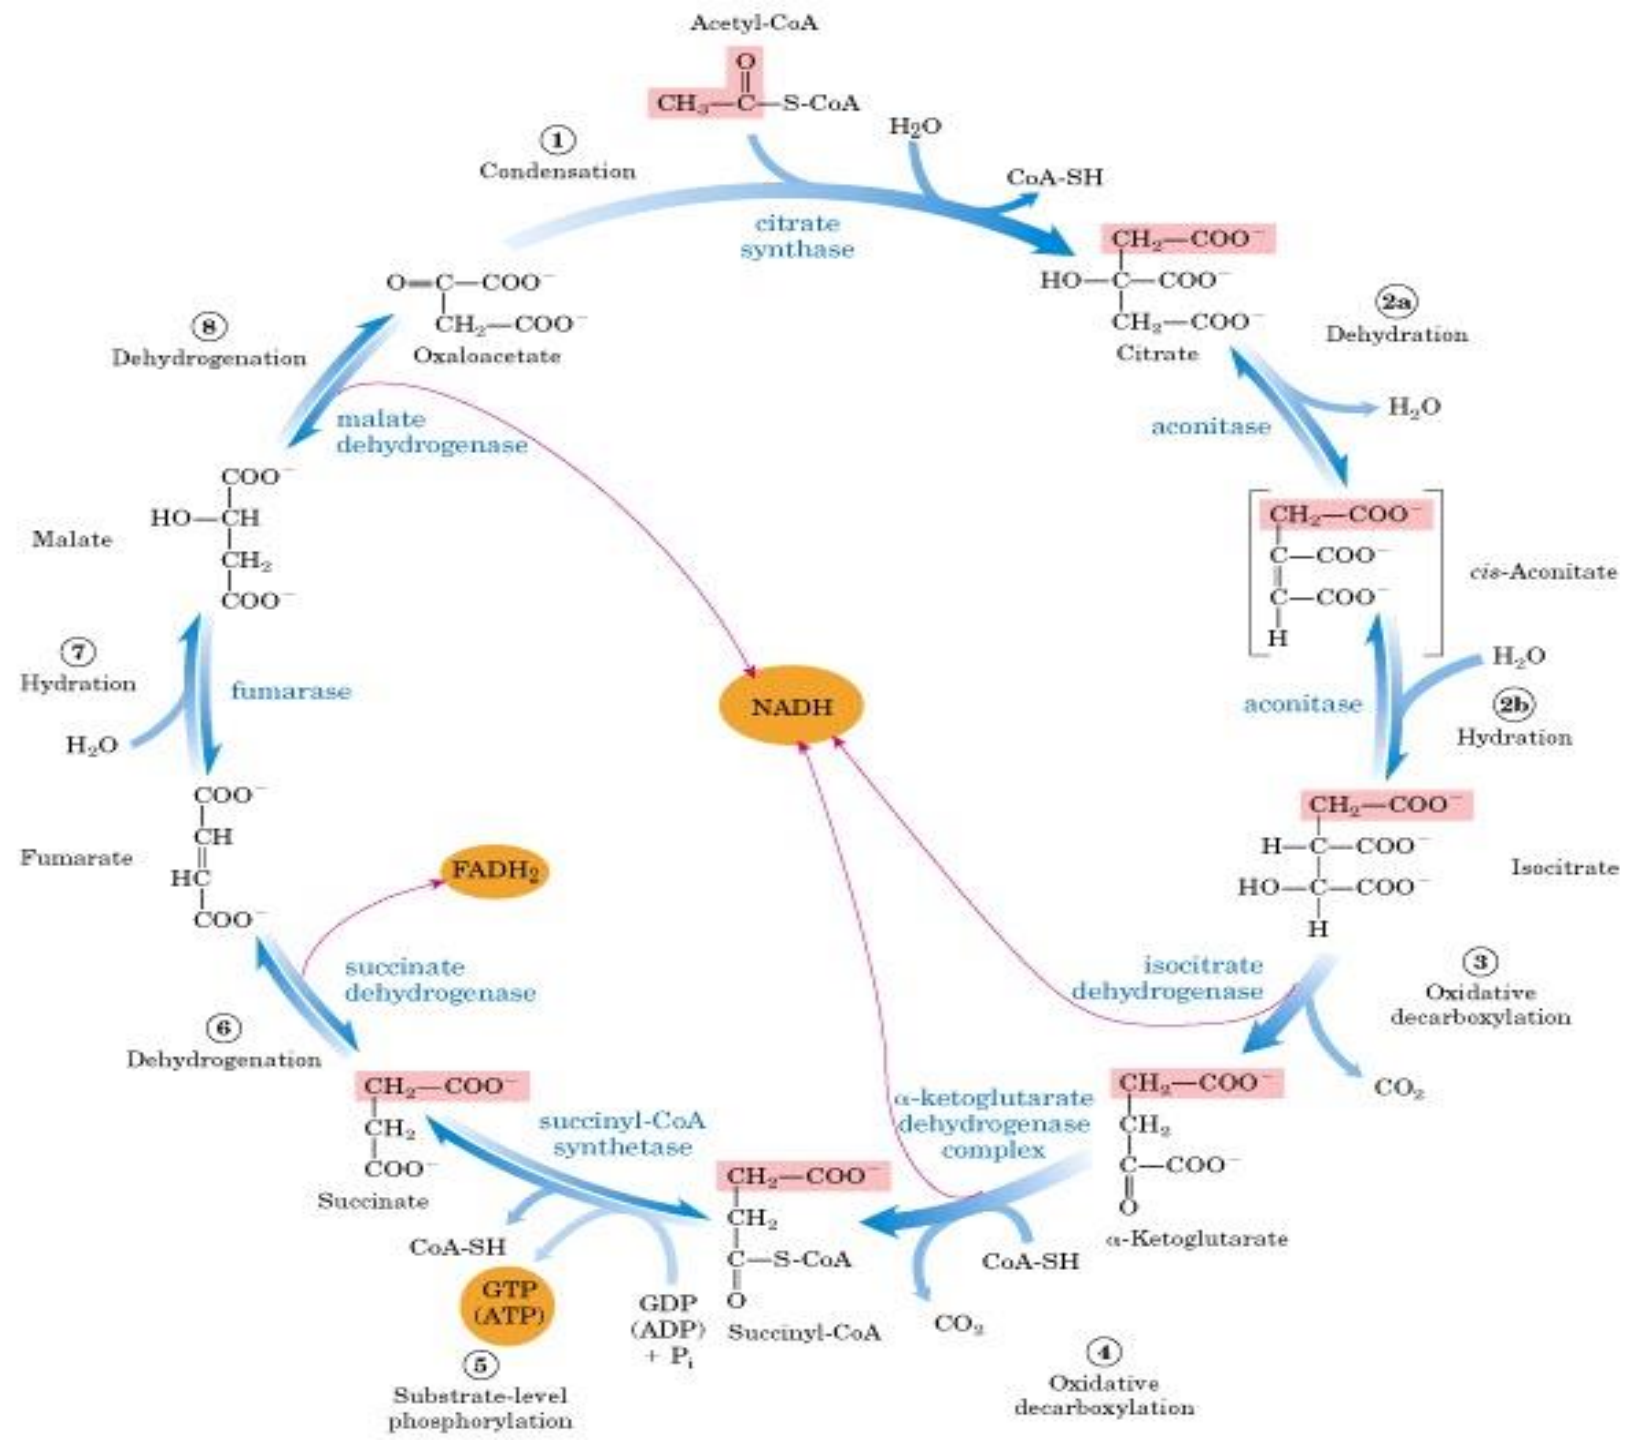 Acetyl-CoA
O
CH₃—C—S-CoA
H₂O
CoA-SH
1
Condensation
citrate
synthase
CH₂—COO⁻
HO—C—COO⁻
CH₂—COO⁻
Citrate
2a
Dehydration
H₂O
aconitase
CH₂—COO⁻
C—COO⁻
C—COO⁻
H
cis-Aconitate
H₂O
aconitase
2b
Hydration
CH₂—COO⁻
H—C—COO⁻
HO—C—COO⁻
H
Isocitrate
isocitrate
dehydrogenase
3
Oxidative
decarboxylation
CO₂
CH₂—COO⁻
CH₂
C—COO⁻
O
α-Ketoglutarate
α-ketoglutarate
dehydrogenase
complex
CoA-SH
CO₂
4
Oxidative
decarboxylation
CH₂—COO⁻
CH₂
C—S-CoA
O
Succinyl-CoA
succinyl-CoA
synthetase
GDP
(ADP)
+ Pᵢ
CoA-SH
GTP
(ATP)
5
Substrate-level
phosphorylation
CH₂—COO⁻
CH₂
COO⁻
Succinate
6
Dehydrogenation
succinate
dehydrogenase
FADH₂
COO⁻
CH
HC
COO⁻
Fumarate
7
Hydration
H₂O
fumarase
COO⁻
HO—CH
CH₂
COO⁻
Malate
8
Dehydrogenation
malate
dehydrogenase
O=C—COO⁻
CH₂—COO⁻
Oxaloacetate
NADH